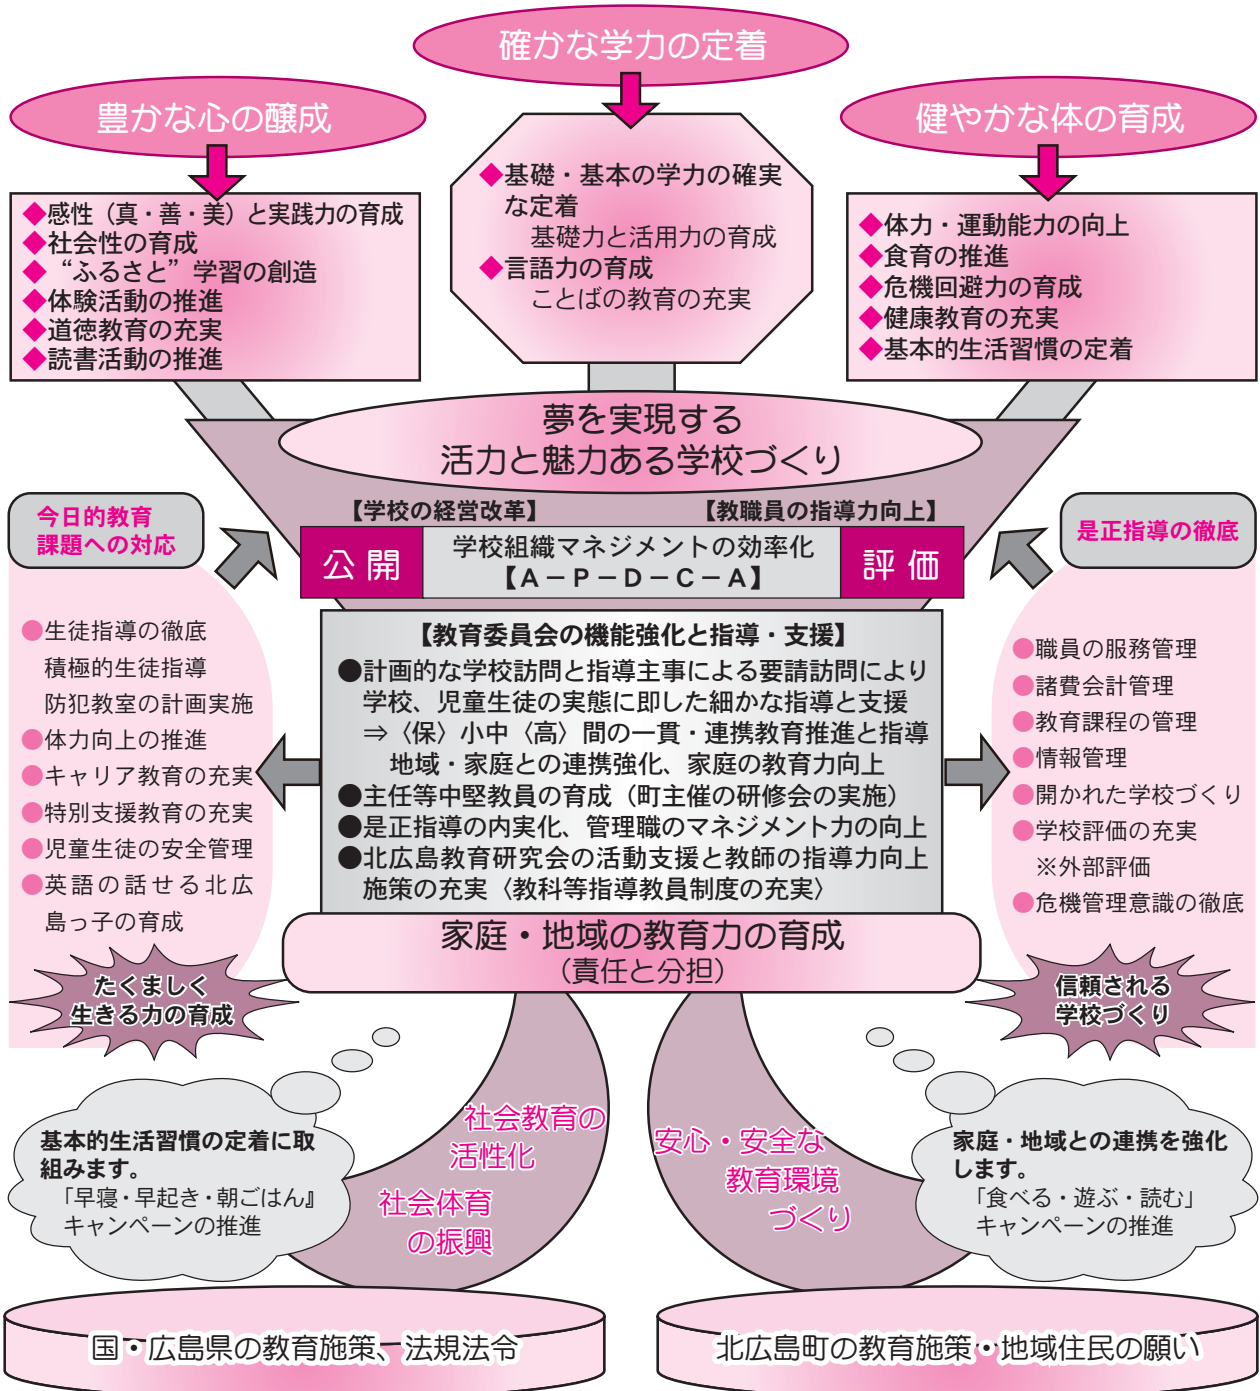 確かな学力の定着
豊かな心の醸成
健やかな体の育成
◆感性（真・善・美）と実践力の育成
◆社会性の育成
◆“ふるさと”学習の創造
◆体験活動の推進
◆道徳教育の充実
◆読書活動の推進
◆基礎・基本の学力の確実
な定着
基礎力と活用力の育成
◆言語力の育成
ことばの教育の充実
◆体力・運動能力の向上
◆食育の推進
◆危機回避力の育成
◆健康教育の充実
◆基本的生活習慣の定着
夢を実現する
活力と魅力ある学校づくり
【学校の経営改革】
【教職員の指導力向上】
公開
学校組織マネジメントの効率化
【A－P－D－C－A】
評価
今日的教育
課題への対応
●生徒指導の徹底
積極的生徒指導
防犯教室の計画実施
●体力向上の推進
●キャリア教育の充実
●特別支援教育の充実
●児童生徒の安全管理
●英語の話せる北広
島っ子の育成
たくましく
生きる力の育成
【教育委員会の機能強化と指導・支援】
●計画的な学校訪問と指導主事による要請訪問により
学校、児童生徒の実態に即した細かな指導と支援
⇒〈保〉小中〈高〉間の一貫・連携教育推進と指導
地域・家庭との連携強化、家庭の教育力向上
●主任等中堅教員の育成（町主催の研修会の実施）
●是正指導の内実化、管理職のマネジメント力の向上
●北広島教育研究会の活動支援と教師の指導力向上
施策の充実〈教科等指導教員制度の充実〉
是正指導の徹底
●職員の服務管理
●諸費会計管理
●教育課程の管理
●情報管理
●開かれた学校づくり
●学校評価の充実
※外部評価
●危機管理意識の徹底
信頼される
学校づくり
家庭・地域の教育力の育成
（責任と分担）
基本的生活習慣の定着に取
組みます。
「早寝・早起き・朝ごはん』
キャンペーンの推進
社会教育の
活性化
社会体育
の振興
安心・安全な
教育環境
づくり
家庭・地域との連携を強化
します。
「食べる・遊ぶ・読む」
キャンペーンの推進
国・広島県の教育施策、法規法令
北広島町の教育施策・地域住民の願い